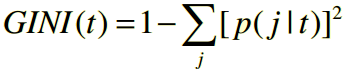 GINI(t) = 1 − ∑_j [p(j | t)]²